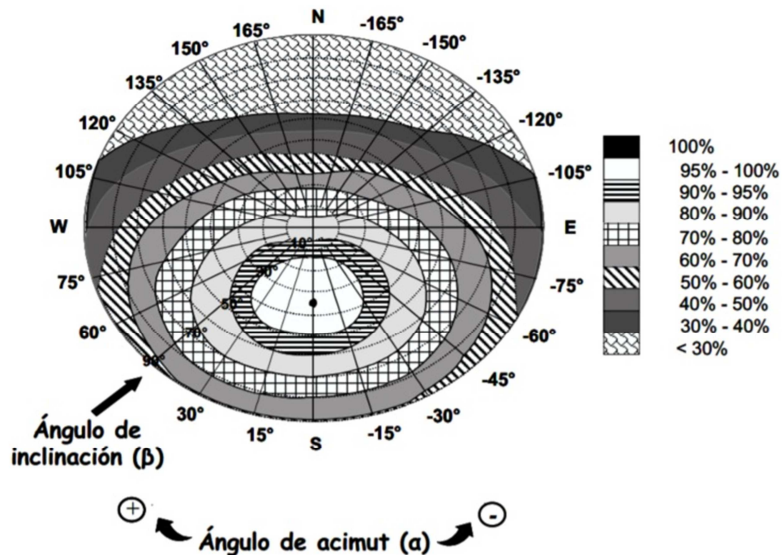 N
165°
-165°
150°
-150°
135°
-135°
120°
-120°
105°
-105°
W
E
75°
-75°
60°
-60°
-45°
30°
-30°
15°
-15°
S
10°
30°
50°
70°
90°
100%
95% - 100%
90% - 95%
80% - 90%
70% - 80%
60% - 70%
50% - 60%
40% - 50%
30% - 40%
< 30%
Ángulo de
inclinación (β)
+
Ángulo de acimut (α)
-